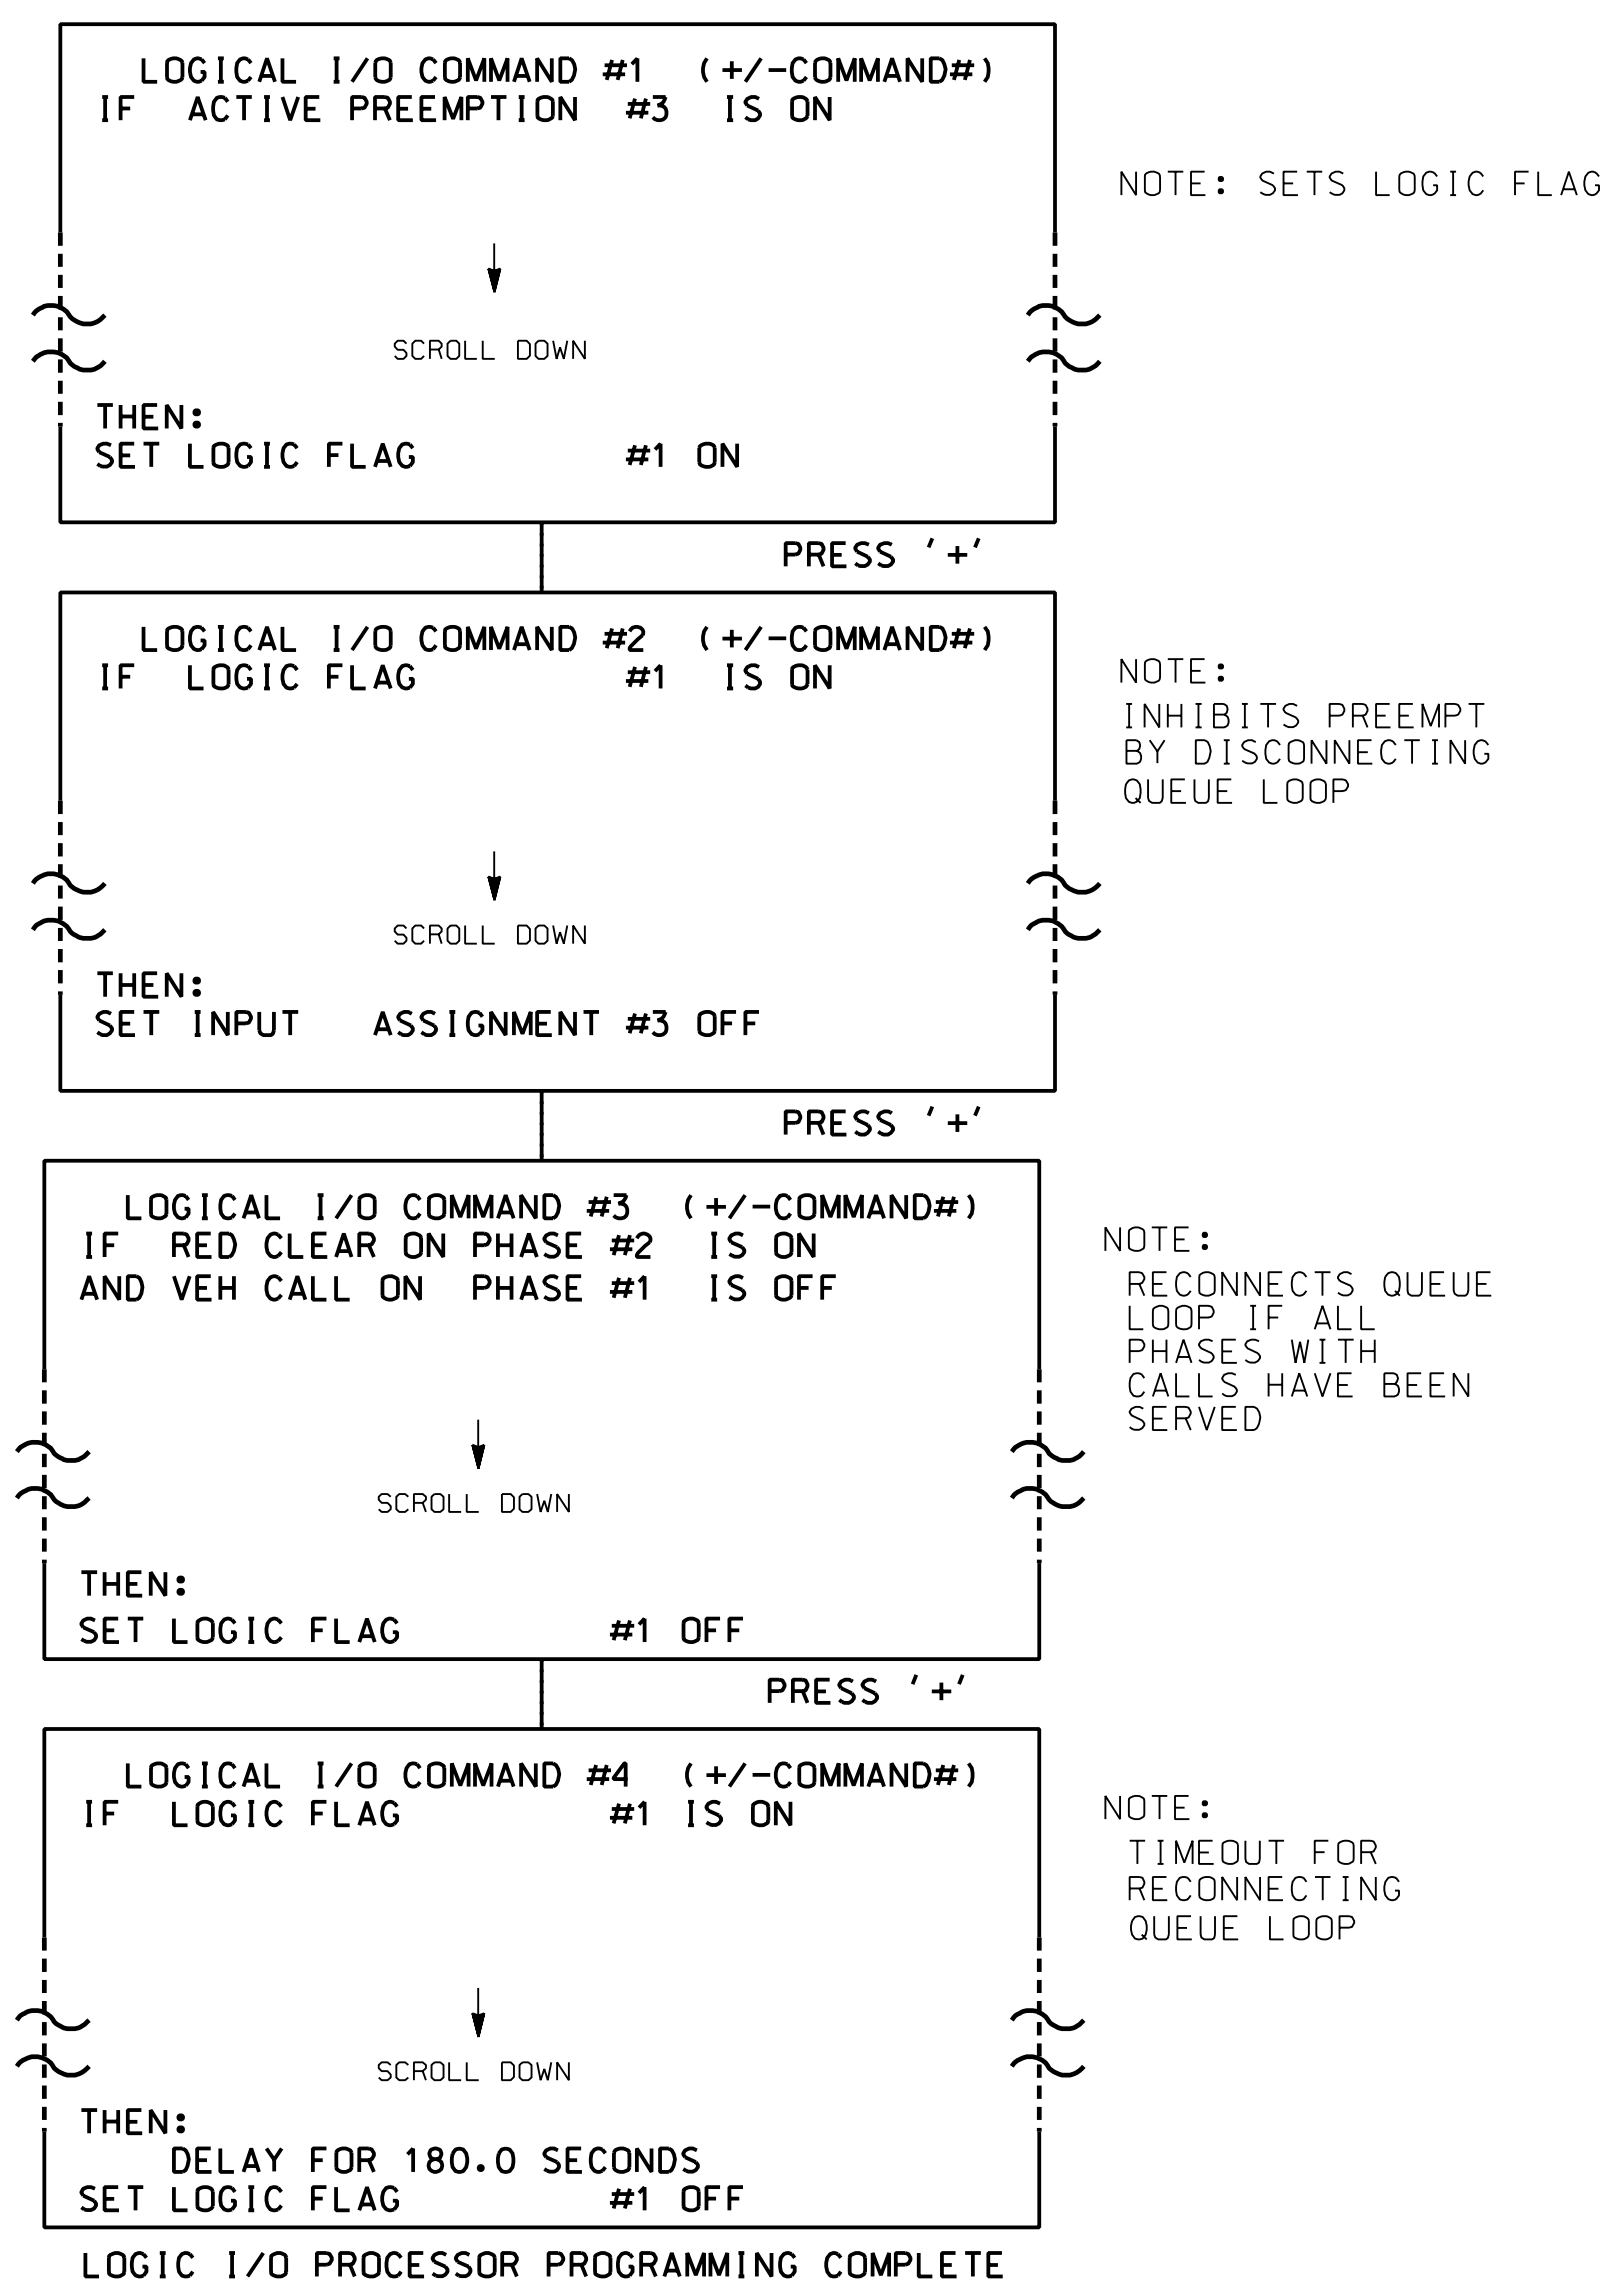 LOGICAL I/O COMMAND #1 (+/-COMMAND#)
IF ACTIVE PREEMPTION #3 IS ON
NOTE: SETS LOGIC FLAG
SCROLL DOWN
THEN:
SET LOGIC FLAG #1 ON
PRESS '+'
LOGICAL I/O COMMAND #2 (+/-COMMAND#)
IF LOGIC FLAG #1 IS ON
NOTE:
INHIBITS PREEMPT
BY DISCONNECTING
QUEUE LOOP
SCROLL DOWN
THEN:
SET INPUT ASSIGNMENT #3 OFF
PRESS '+'
LOGICAL I/O COMMAND #3 (+/-COMMAND#)
IF RED CLEAR ON PHASE #2 IS ON
AND VEH CALL ON PHASE #1 IS OFF
NOTE:
RECONNECTS QUEUE
LOOP IF ALL
PHASES WITH
CALLS HAVE BEEN
SERVED
SCROLL DOWN
THEN:
SET LOGIC FLAG #1 OFF
PRESS '+'
LOGICAL I/O COMMAND #4 (+/-COMMAND#)
IF LOGIC FLAG #1 IS ON
NOTE:
TIMEOUT FOR
RECONNECTING
QUEUE LOOP
SCROLL DOWN
THEN:
DELAY FOR 180.0 SECONDS
SET LOGIC FLAG #1 OFF
LOGIC I/O PROCESSOR PROGRAMMING COMPLETE